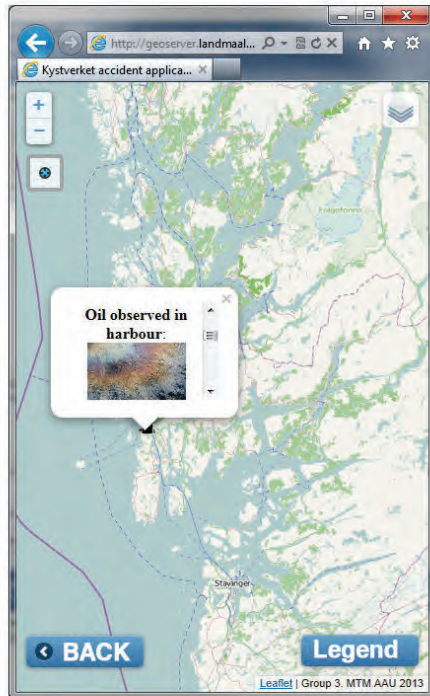 http://geoserver.landmaal...
Kystverket accident applica...
+
−
Folgefonna
Oil observed in
harbour:
Stavanger
BACK
Legend
Leaflet | Group 3. MTM AAU 2013